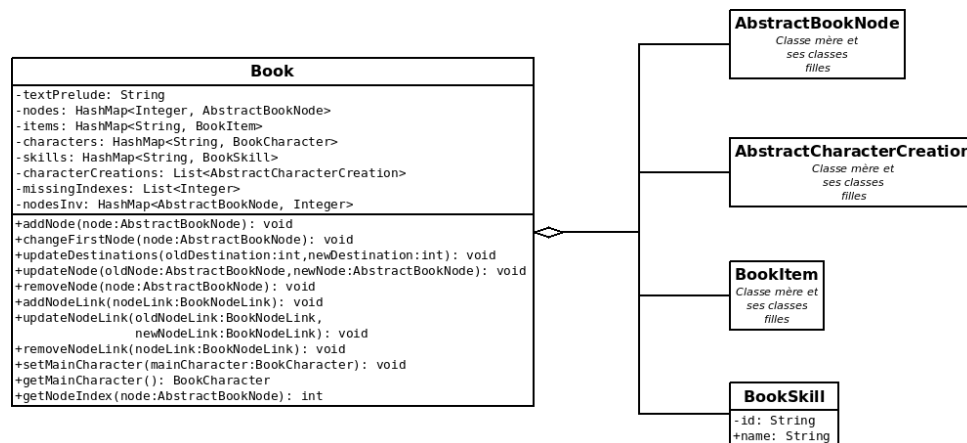 Book
-textPrelude: String
-nodes: HashMap<Integer, AbstractBookNode>
-items: HashMap<String, BookItem>
-characters: HashMap<String, BookCharacter>
-skills: HashMap<String, BookSkill>
-characterCreations: List<AbstractCharacterCreation>
-missingIndexes: List<Integer>
-nodesInv: HashMap<AbstractBookNode, Integer>
+addNode(node:AbstractBookNode): void
+changeFirstNode(node:AbstractBookNode): void
+updateDestinations(oldDestination:int,newDestination:int): void
+updateNode(oldNode:AbstractBookNode,newNode:AbstractBookNode): void
+removeNode(node:AbstractBookNode): void
+addNodeLink(nodeLink:BookNodeLink): void
+updateNodeLink(oldNodeLink:BookNodeLink,
newNodeLink:BookNodeLink): void
+removeNodeLink(nodeLink:BookNodeLink): void
+setMainCharacter(mainCharacter:BookCharacter): void
+getMainCharacter(): BookCharacter
+getNodeIndex(node:AbstractBookNode): int
AbstractBookNode
Classe mère et
ses classes
filles
AbstractCharacterCreation
Classe mère et
ses classes
filles
BookItem
Classe mère et
ses classes
filles
BookSkill
-id: String
+name: String